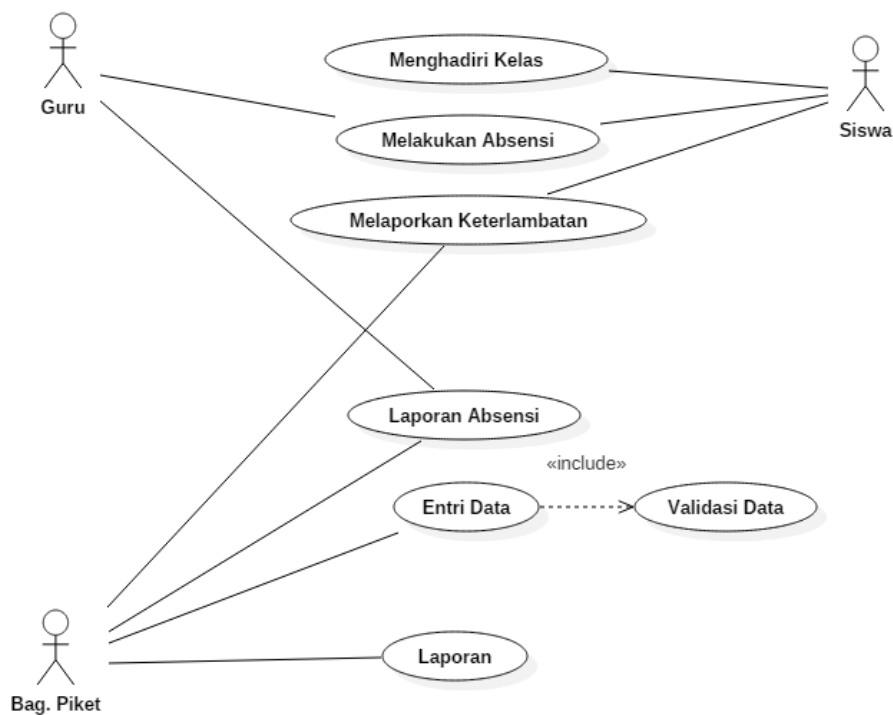 Menghadiri Kelas
Guru
Siswa
Melakukan Absensi
Melaporkan Keterlambatan
Laporan Absensi
«include»
Entri Data
Validasi Data
Laporan
Bag. Piket